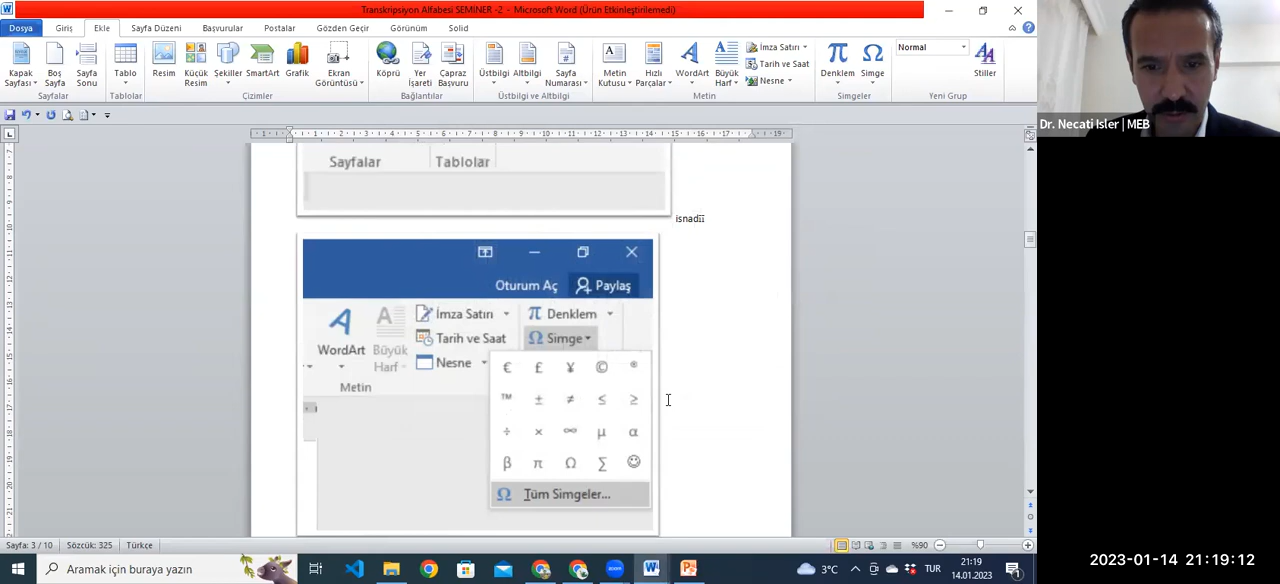 Transkripsiyon Alfabesi SEMİNER -2 - Microsoft Word (Ürün Etkinleştirilemedi)
Dosya Giriş Ekle Sayfa Düzeni Başvurular Postalar Gözden Geçir Görünüm Solid
Kapak Sayfası Boş Sayfa Sayfa Sonu Tablo Resim Küçük Resim Şekiller SmartArt Grafik Ekran Görüntüsü Köprü Yer İşareti Çapraz Başvuru Üstbilgi Altbilgi Sayfa Numarası Metin Kutusu Hızlı Parçalar WordArt Büyük Harf İmza Satırı Tarih ve Saat Nesne π Denklem Ω Simge Normal Stiller
Sayfalar Tablolar Çizimler Bağlantılar Üstbilgi ve Altbilgi Metin Simgeler Yeni Grup
Dr. Necati Isler | MEB
Sayfalar Tablolar
isnadīī
Oturum Aç Paylaş
WordArt Büyük Harf İmza Satırı Tarih ve Saat Nesne π Denklem Ω Simge
Metin
€ £ ¥ © ®
™ ± ≠ ≤ ≥
÷ × ∞ µ α
β π Ω ∑ ☺
Ω Tüm Simgeler...
Sayfa: 3 / 10 Sözcük: 325 Türkçe %90
Aramak için buraya yazın
3°C TUR 21:19
14.01.2023
2023-01-14 21:19:12